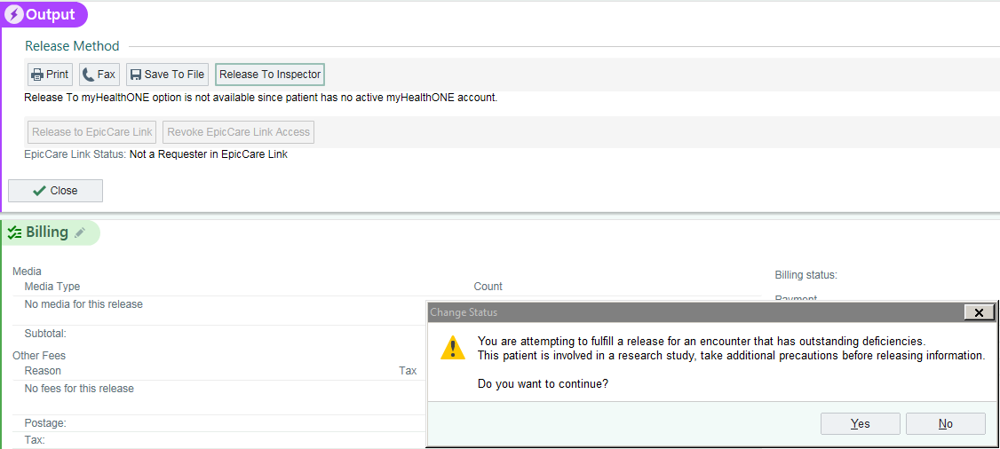 Output
Release Method
Print Fax Save To File Release To Inspector
Release To myHealthONE option is not available since patient has no active myHealthONE account.
Release to EpicCare Link Revoke EpicCare Link Access
EpicCare Link Status: Not a Requester in EpicCare Link
Close
Billing
Media
Media Type Count
No media for this release
Subtotal:
Other Fees
Reason Tax
No fees for this release
Postage:
Tax:
Billing status:
Payment
Change Status
You are attempting to fulfill a release for an encounter that has outstanding deficiencies.
This patient is involved in a research study, take additional precautions before releasing information.
Do you want to continue?
Yes No